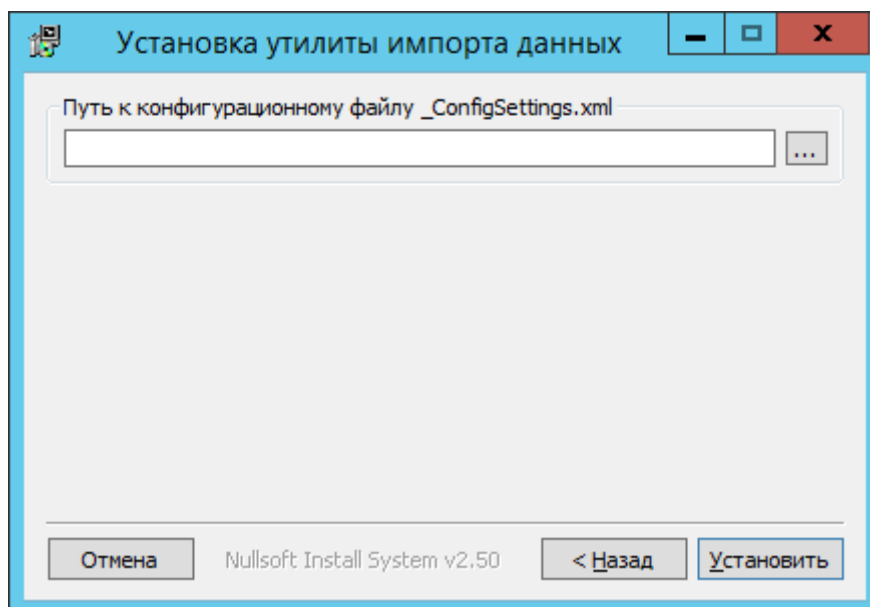 Установка утилиты импорта данных
Путь к конфигурационному файлу _ConfigSettings.xml
...
Отмена
Nullsoft Install System v2.50
< Назад
Установить